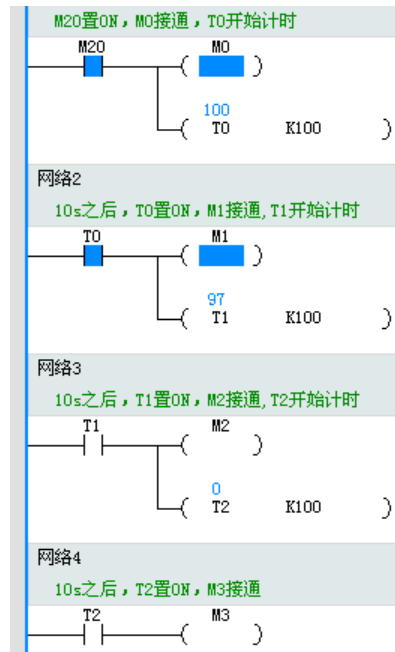 M20置ON，M0接通，T0开始计时
M20 M0
100
T0 K100
网络2
10s之后，T0置ON，M1接通,T1开始计时
T0 M1
97
T1 K100
网络3
10s之后，T1置ON，M2接通,T2开始计时
T1 M2
0
T2 K100
网络4
10s之后，T2置ON，M3接通
T2 M3